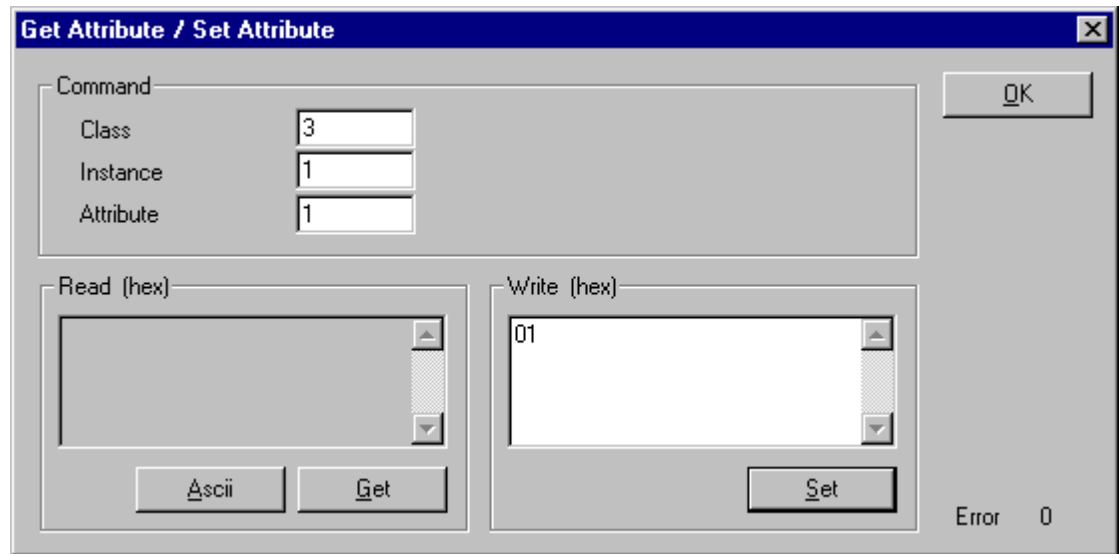 Get Attribute / Set Attribute
Command
OK
Class 3
Instance 1
Attribute 1
Read (hex)
Write (hex)
01
Ascii
Get
Set
Error 0